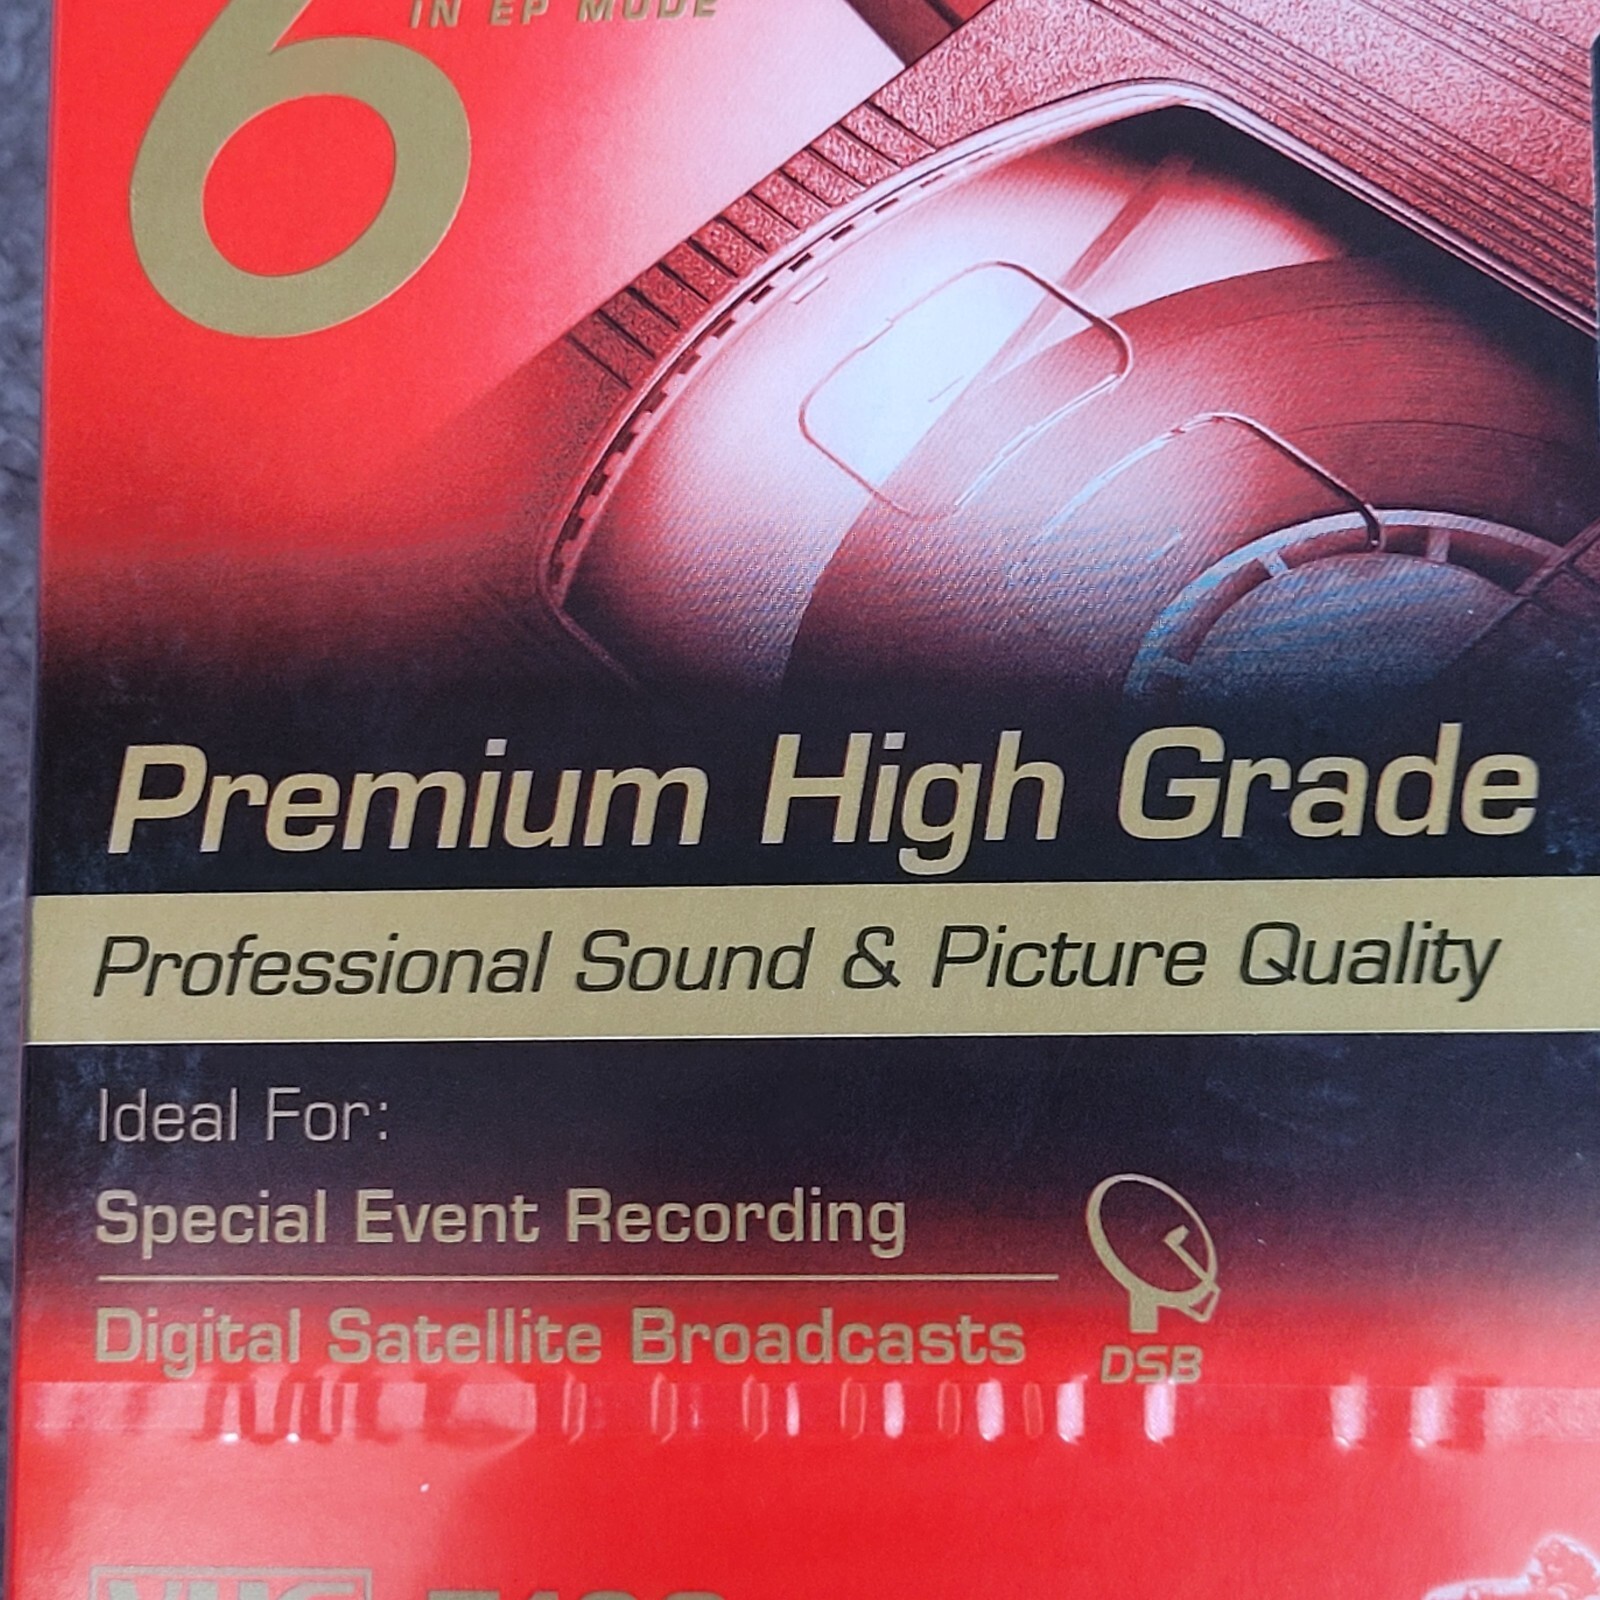 6
IN EP MODE
Premium High Grade
Professional Sound & Picture Quality
Ideal For:
Special Event Recording
Digital Satellite Broadcasts
DSB
VHS